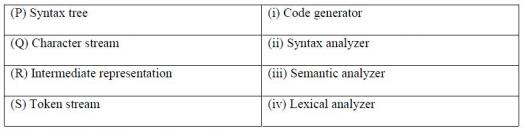 (P) Syntax tree (i) Code generator
(Q) Character stream (ii) Syntax analyzer
(R) Intermediate representation (iii) Semantic analyzer
(S) Token stream (iv) Lexical analyzer